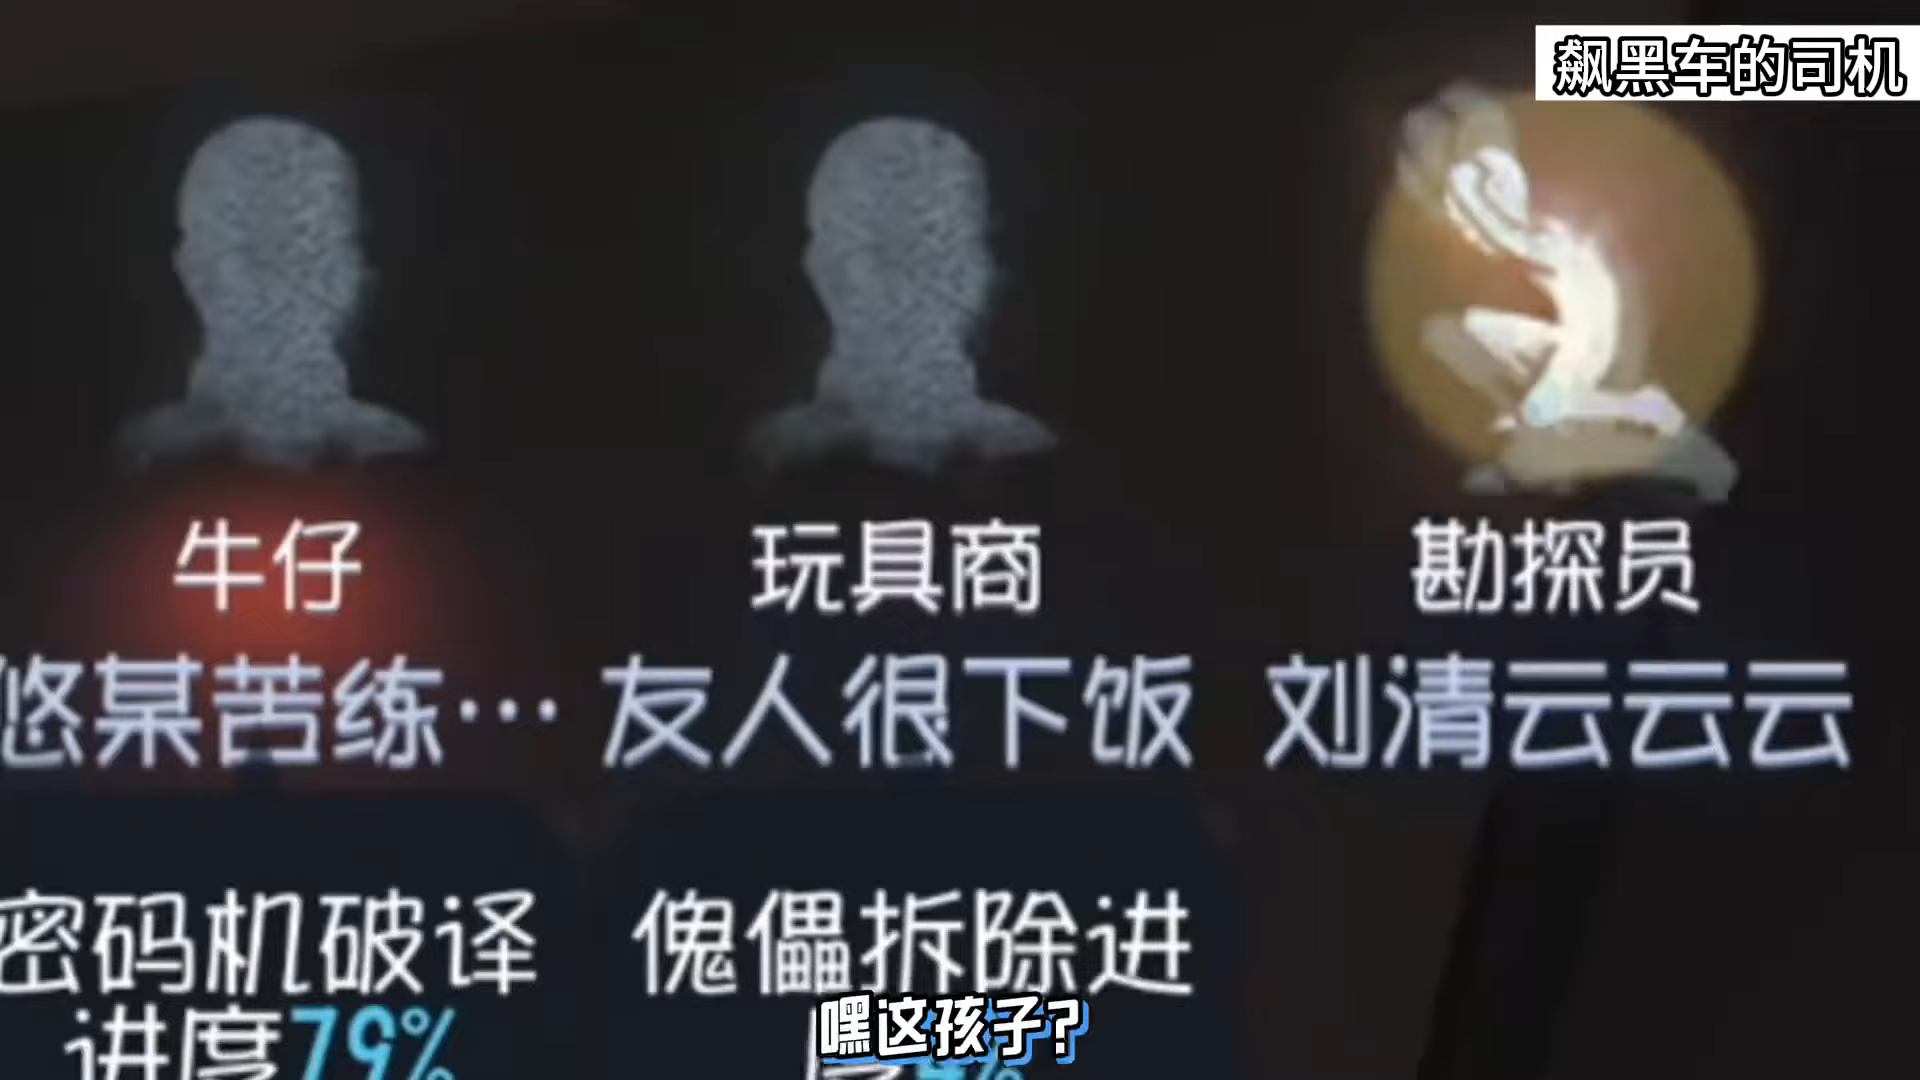 飙黑车的司机
牛仔
玩具商
勘探员
悠某苦练…
友人很下饭
刘清云云云
密码机破译
进度79%
傀儡拆除进
嘿这孩子?